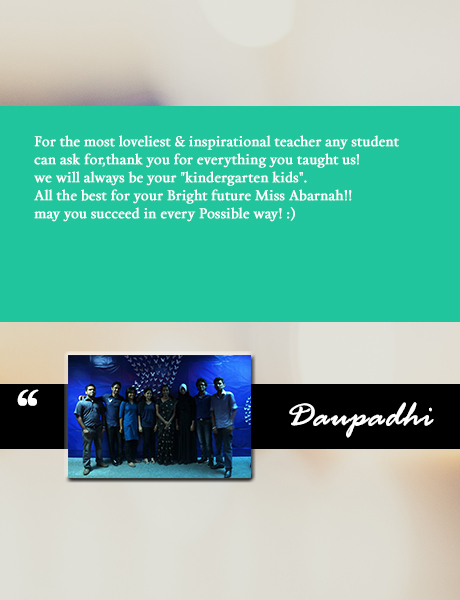 For the most loveliest & inspirational teacher any student
can ask for,thank you for everything you taught us!
we will always be your "kindergarten kids".
All the best for your Bright future Miss Abarnah!!
may you succeed in every Possible way! :)
“
Daupadhi